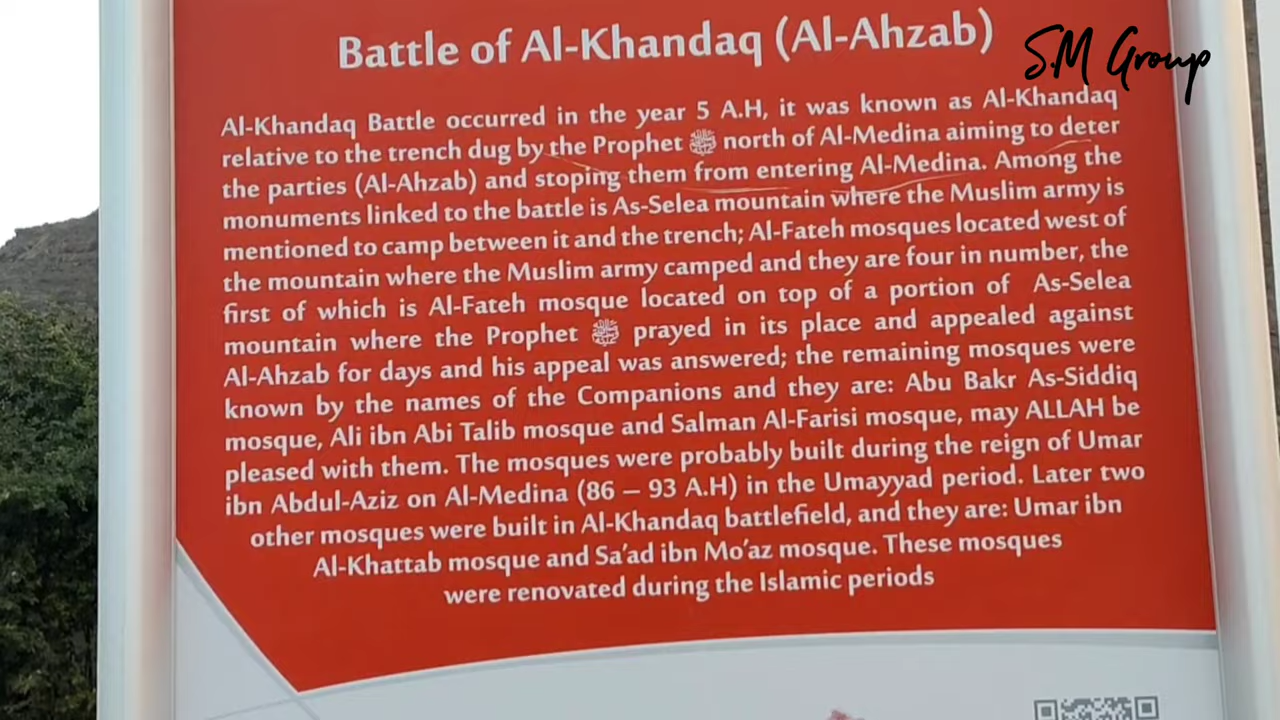 Battle of Al-Khandaq (Al-Ahzab)
S.M Group
Al-Khandaq Battle occurred in the year 5 A.H, it was known as Al-Khandaq
relative to the trench dug by the Prophet ﷺ north of Al-Medina aiming to deter
the parties (Al-Ahzab) and stoping them from entering Al-Medina. Among the
monuments linked to the battle is As-Selea mountain where the Muslim army is
mentioned to camp between it and the trench; Al-Fateh mosques located west of
the mountain where the Muslim army camped and they are four in number, the
first of which is Al-Fateh mosque located on top of a portion of As-Selea
mountain where the Prophet ﷺ prayed in its place and appealed against
Al-Ahzab for days and his appeal was answered; the remaining mosques were
known by the names of the Companions and they are: Abu Bakr As-Siddiq
mosque, Ali ibn Abi Talib mosque and Salman Al-Farisi mosque, may ALLAH be
pleased with them. The mosques were probably built during the reign of Umar
ibn Abdul-Aziz on Al-Medina (86 – 93 A.H) in the Umayyad period. Later two
other mosques were built in Al-Khandaq battlefield, and they are: Umar ibn
Al-Khattab mosque and Sa’ad ibn Mo’az mosque. These mosques
were renovated during the Islamic periods